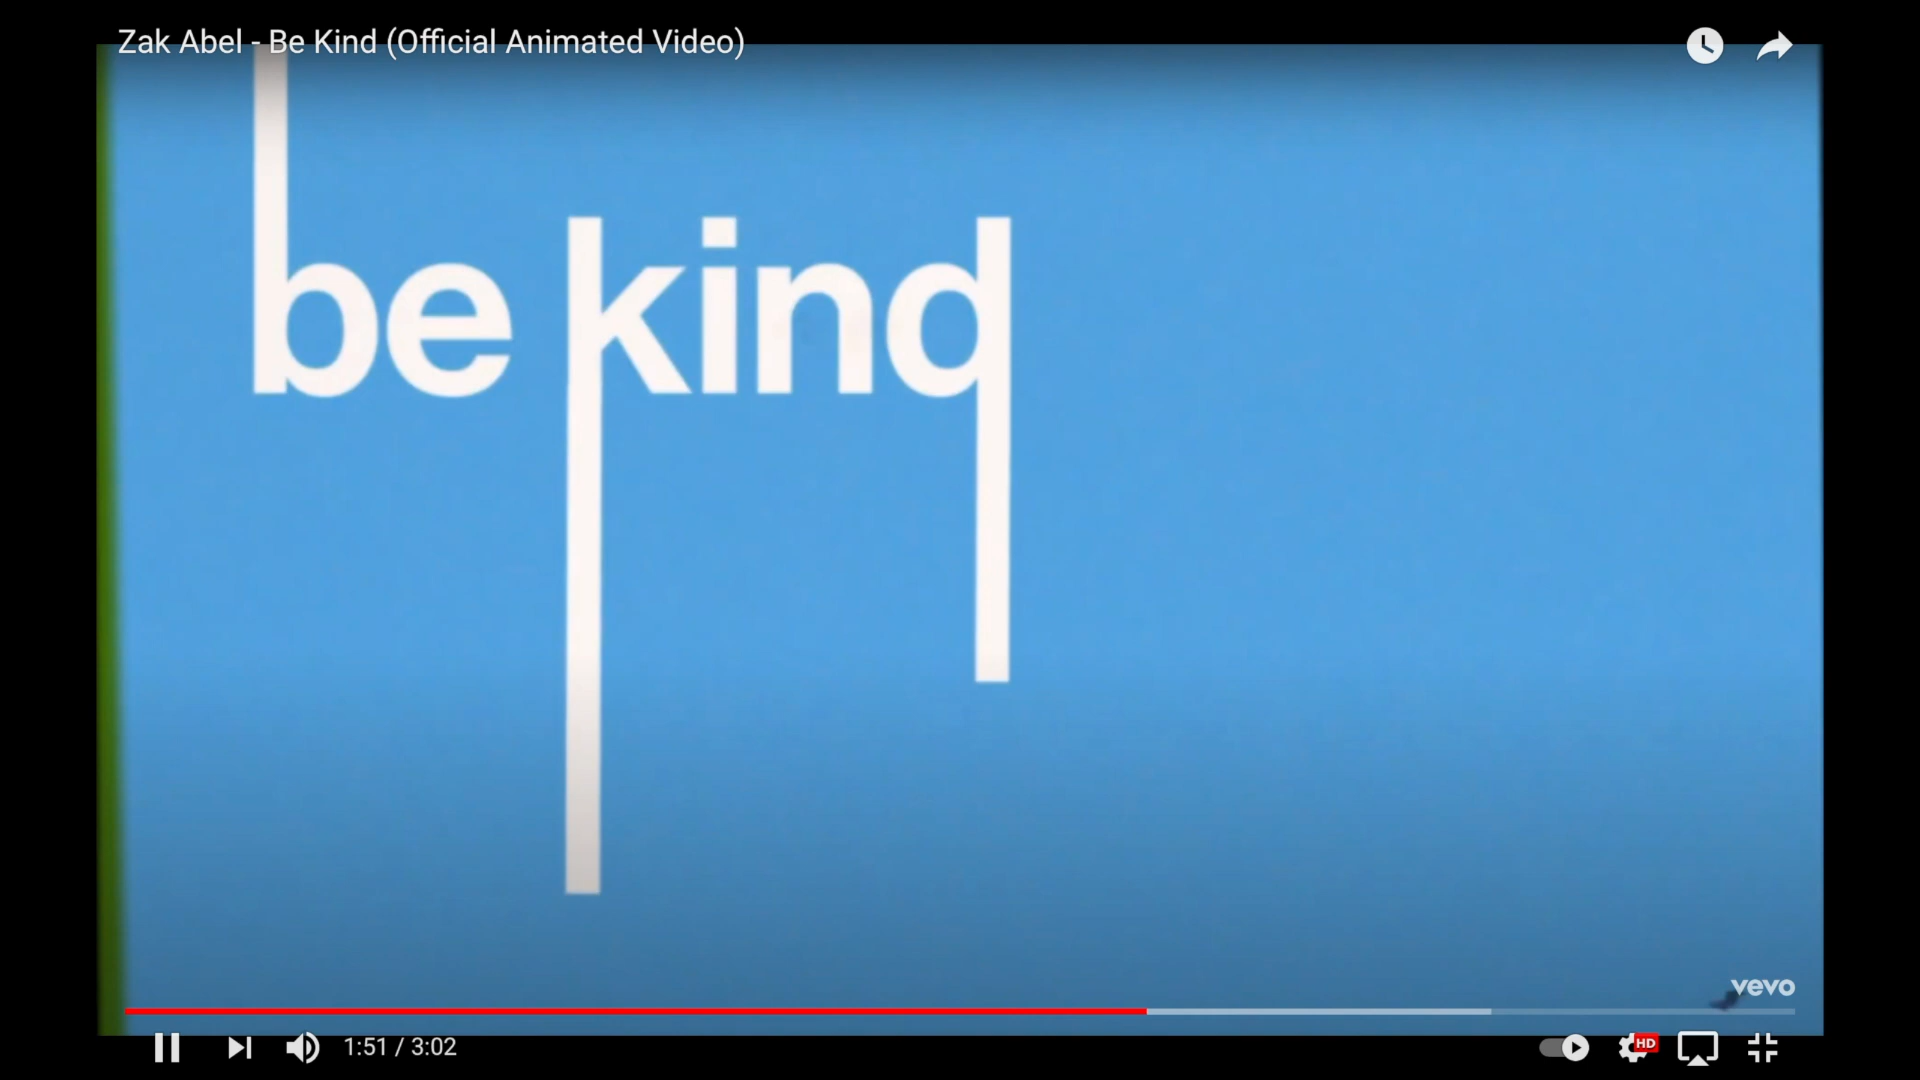 Zak Abel - Be Kind (Official Animated Video)
be kind
vevo
1:51 / 3:02
HD